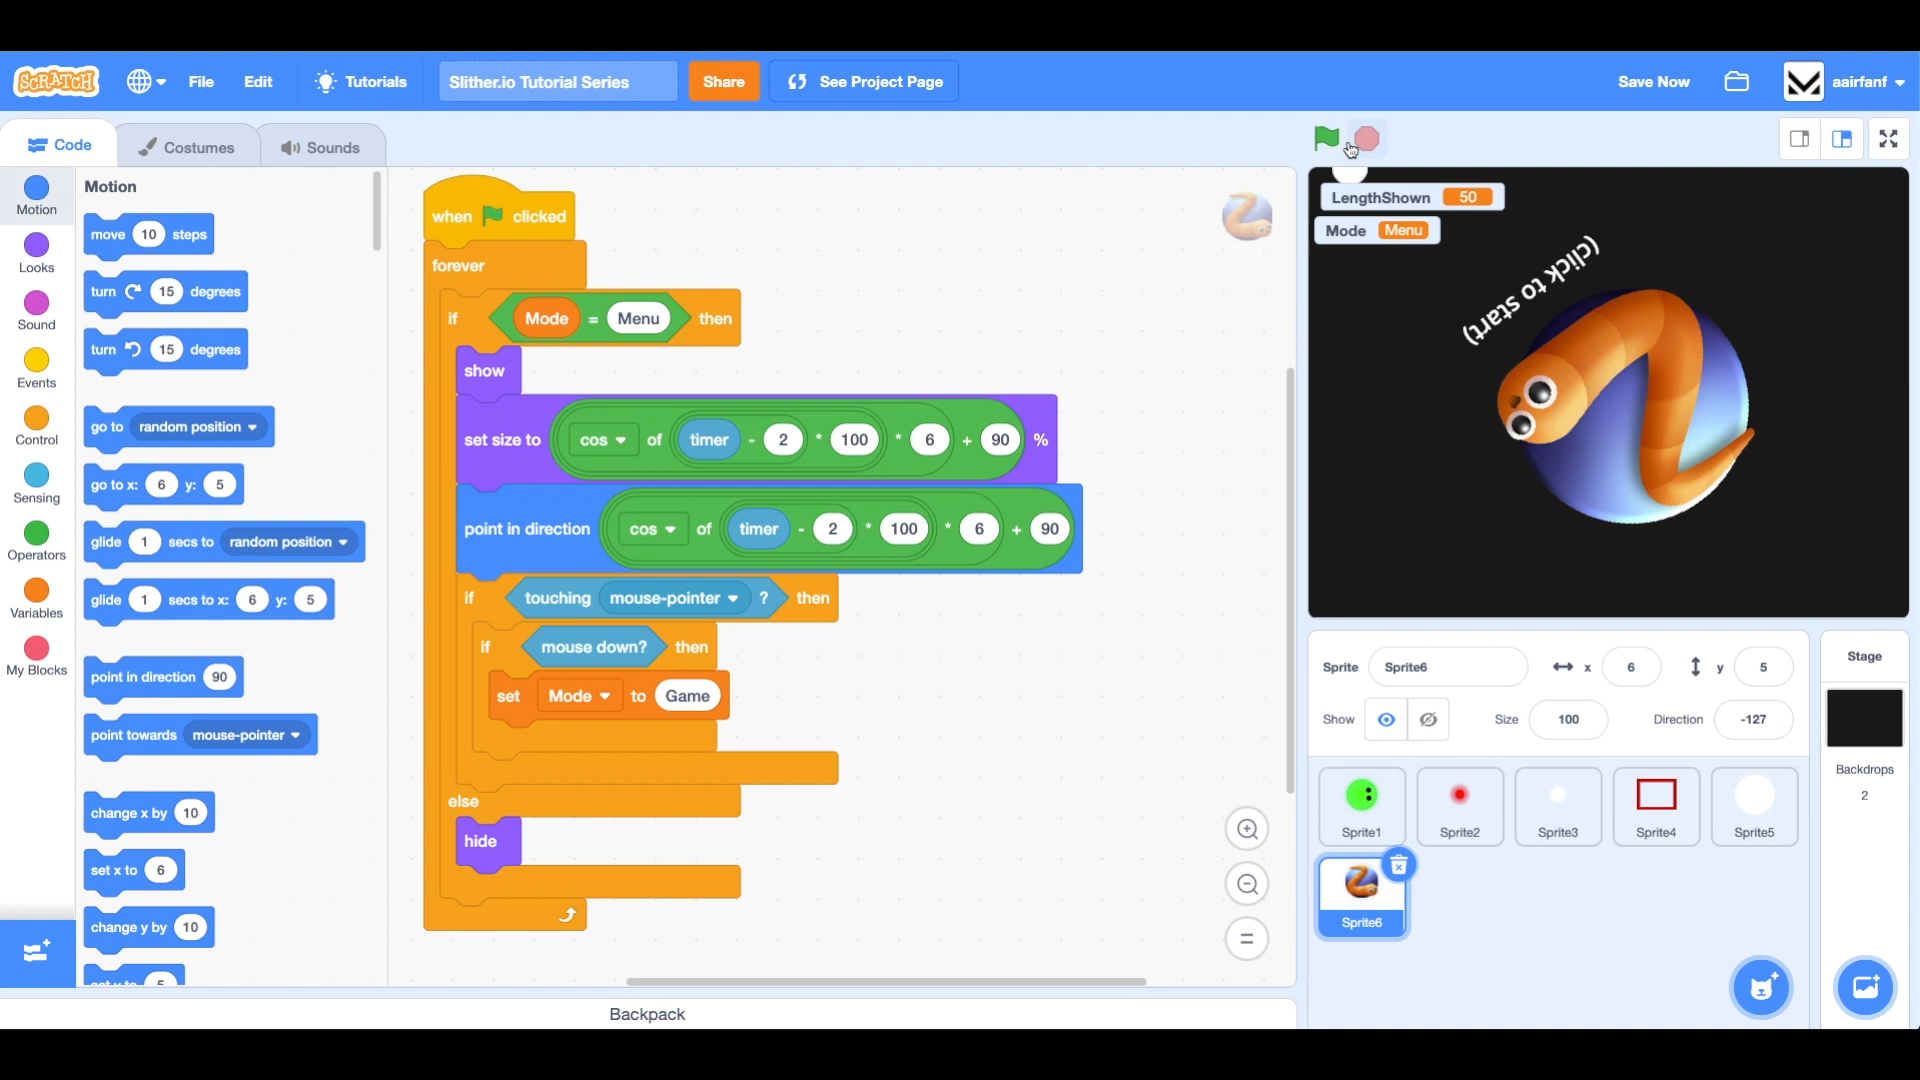 SCRATCH File Edit Tutorials Slither.io Tutorial Series Share See Project Page Save Now aairfanf
Code Costumes Sounds
Motion
Looks
Sound
Events
Control
Sensing
Operators
Variables
My Blocks
Motion
move 10 steps
turn 15 degrees
turn 15 degrees
go to random position
go to x: 6 y: 5
glide 1 secs to random position
glide 1 secs to x: 6 y: 5
point in direction 90
point towards mouse-pointer
change x by 10
set x to 6
change y by 10
set y to 5
when clicked
forever
if Mode = Menu then
show
set size to cos of timer - 2 * 100 * 6 + 90 %
point in direction cos of timer - 2 * 100 * 6 + 90
if touching mouse-pointer ? then
if mouse down? then
set Mode to Game
else
hide
=
Backpack
LengthShown 50
Mode Menu
(click to start)
Sprite Sprite6 x 6 y 5
Show Size 100 Direction -127
Sprite1 Sprite2 Sprite3 Sprite4 Sprite5
Sprite6
Stage
Backdrops
2